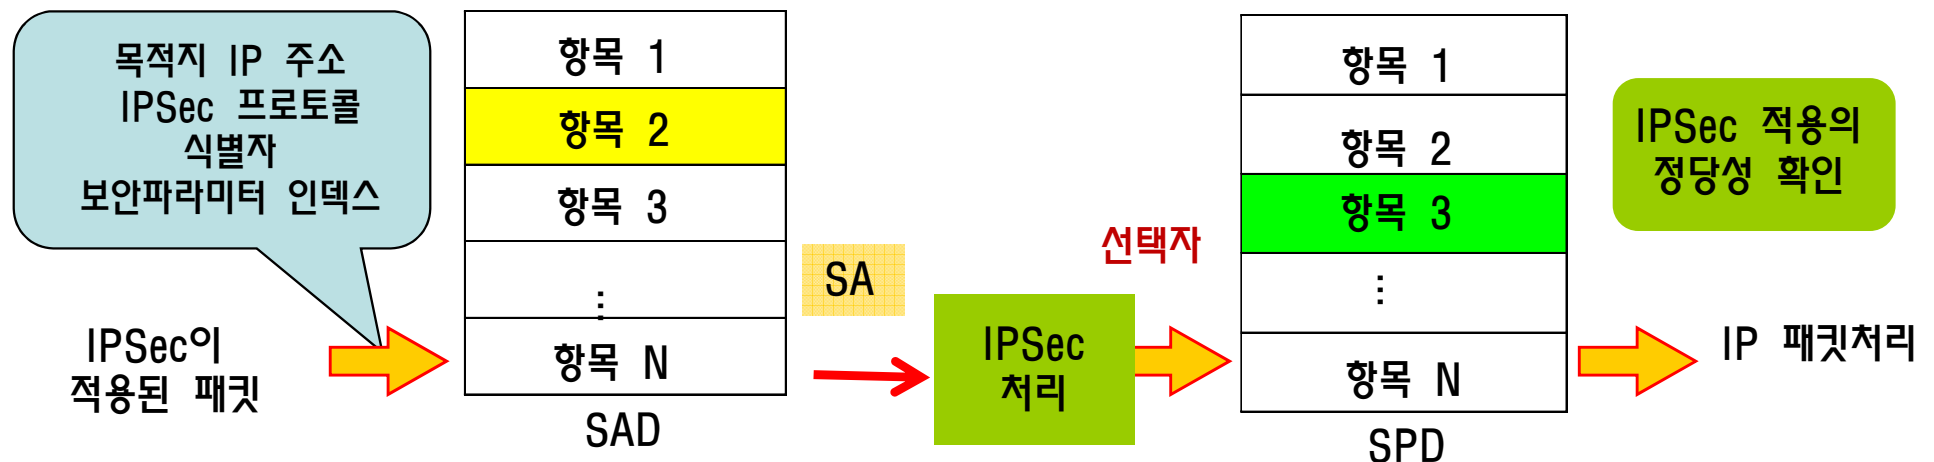 목적지 IP 주소
IPSec 프로토콜
식별자
보안파라미터 인덱스
IPSec이
적용된 패킷
항목 1
항목 2
항목 3
⋮
항목 N
SAD
SA
IPSec
처리
선택자
항목 1
항목 2
항목 3
⋮
항목 N
SPD
IPSec 적용의
정당성 확인
IP 패킷처리